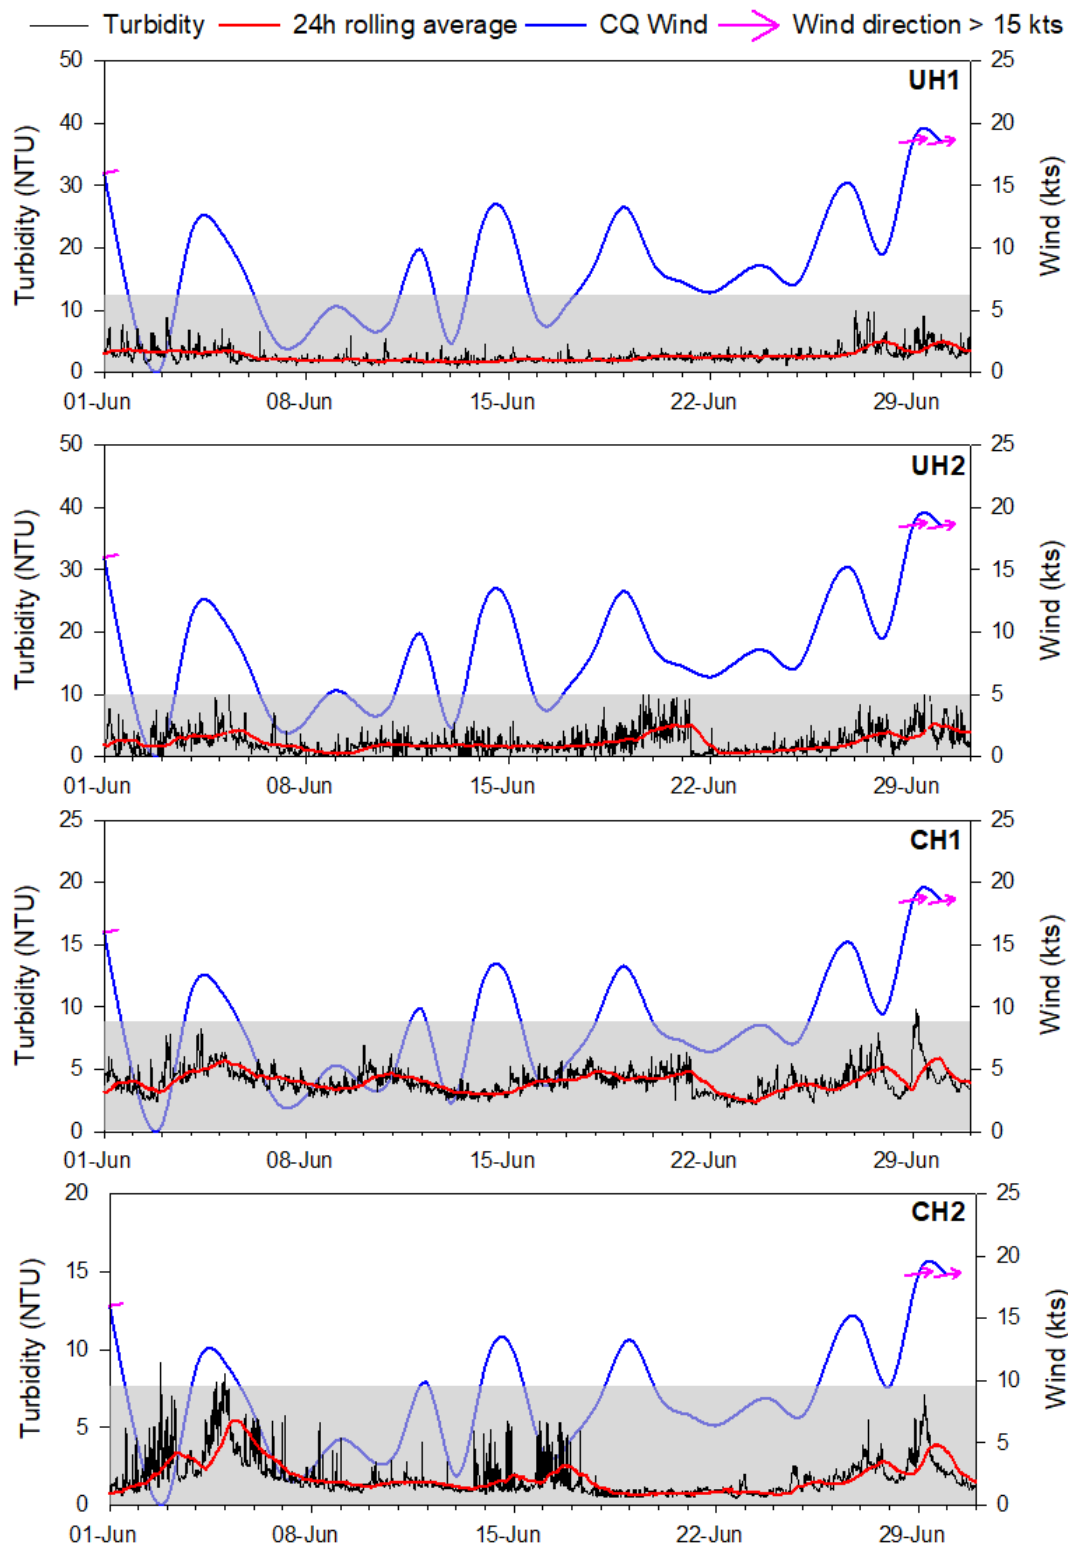 Turbidity 24h rolling average CQ Wind Wind direction > 15 kts
50 25
UH1
40 20
30 15
20 10
10 5
0 0
Turbidity (NTU)
Wind (kts)
01-Jun 08-Jun 15-Jun 22-Jun 29-Jun
50 25
UH2
40 20
30 15
20 10
10 5
0 0
Turbidity (NTU)
Wind (kts)
01-Jun 08-Jun 15-Jun 22-Jun 29-Jun
25 25
CH1
20 20
15 15
10 10
5 5
0 0
Turbidity (NTU)
Wind (kts)
01-Jun 08-Jun 15-Jun 22-Jun 29-Jun
20 25
CH2
20
15
15
10
10
5
5
0 0
Turbidity (NTU)
Wind (kts)
01-Jun 08-Jun 15-Jun 22-Jun 29-Jun